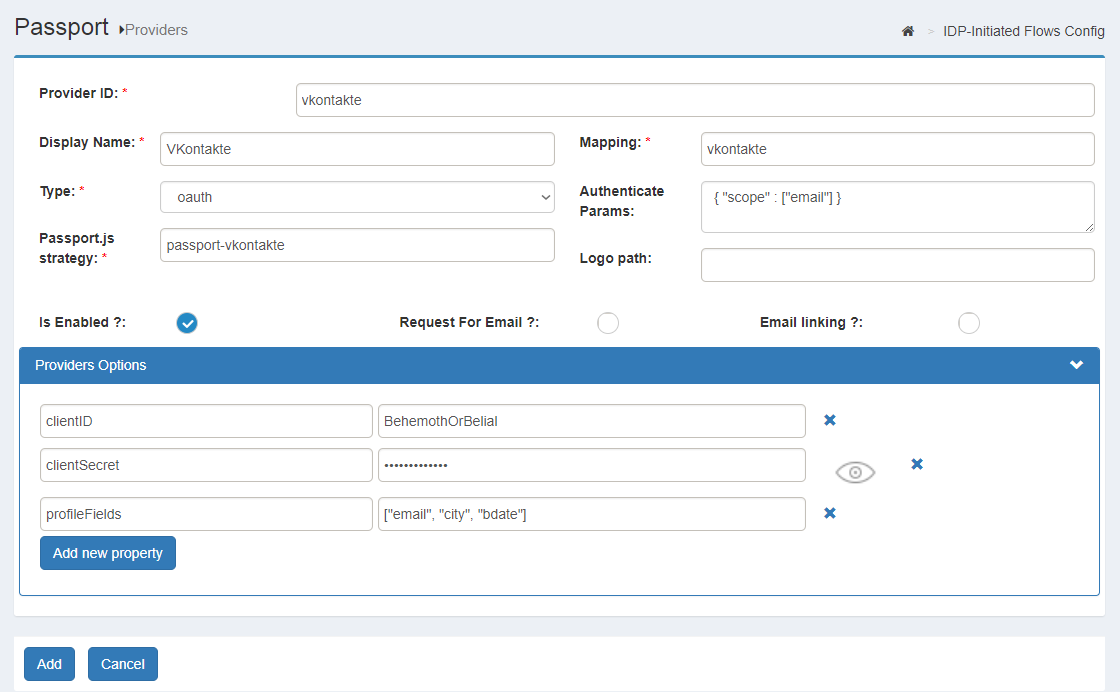 Passport Providers
> IDP-Initiated Flows Config
Provider ID: *
vkontakte
Display Name: *
VKontakte
Mapping: *
vkontakte
Type: *
oauth
Authenticate
Params:
{ "scope" : ["email"] }
Passport.js
strategy: *
passport-vkontakte
Logo path:
Is Enabled ?:
Request For Email ?:
Email linking ?:
Providers Options
clientID
BehemothOrBelial
clientSecret
•••••••••••••
profileFields
["email", "city", "bdate"]
Add new property
Add
Cancel